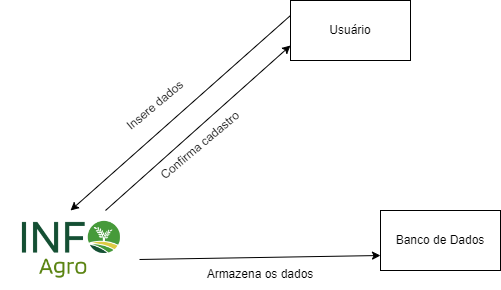 Usuário
Insere dados
Confirma cadastro
INFO
Agro
Banco de Dados
Armazena os dados